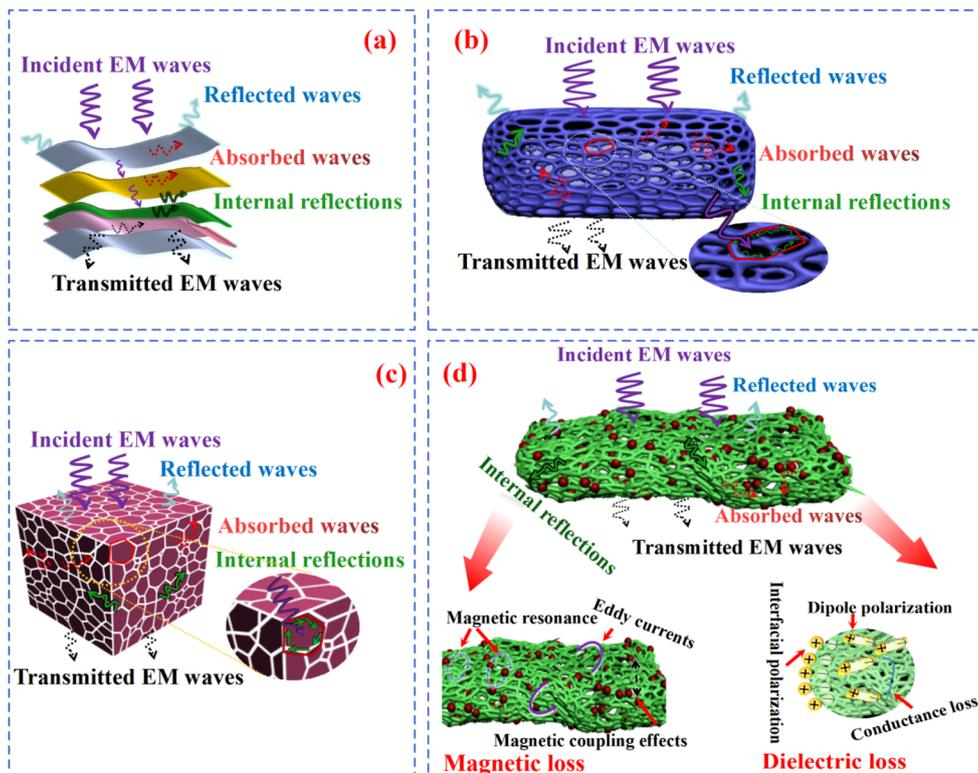 (a)
Incident EM waves
Reflected waves
Absorbed waves
Internal reflections
Transmitted EM waves
(b)
Incident EM waves
Reflected waves
Absorbed waves
Internal reflections
Transmitted EM waves
(c)
Incident EM waves
Reflected waves
Absorbed waves
Internal reflections
Transmitted EM waves
(d)
Incident EM waves
Reflected waves
Internal reflections
Absorbed waves
Transmitted EM waves
Magnetic resonance
Eddy currents
Magnetic coupling effects
Magnetic loss
Interfacial polarization
Dipole polarization
Conductance loss
Dielectric loss